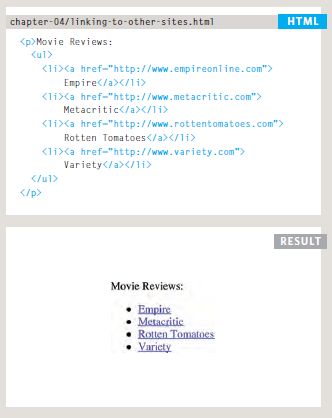 chapter-04/linking-to-other-sites.html HTML
<p>Movie Reviews:
<ul>
<li><a href="http://www.empireonline.com">
Empire</a></li>
<li><a href="http://www.metacritic.com">
Metacritic</a></li>
<li><a href="http://www.rottentomatoes.com">
Rotten Tomatoes</a></li>
<li><a href="http://www.variety.com">
Variety</a></li>
</ul>
</p>
RESULT
Movie Reviews:
Empire
Metacritic
Rotten Tomatoes
Variety